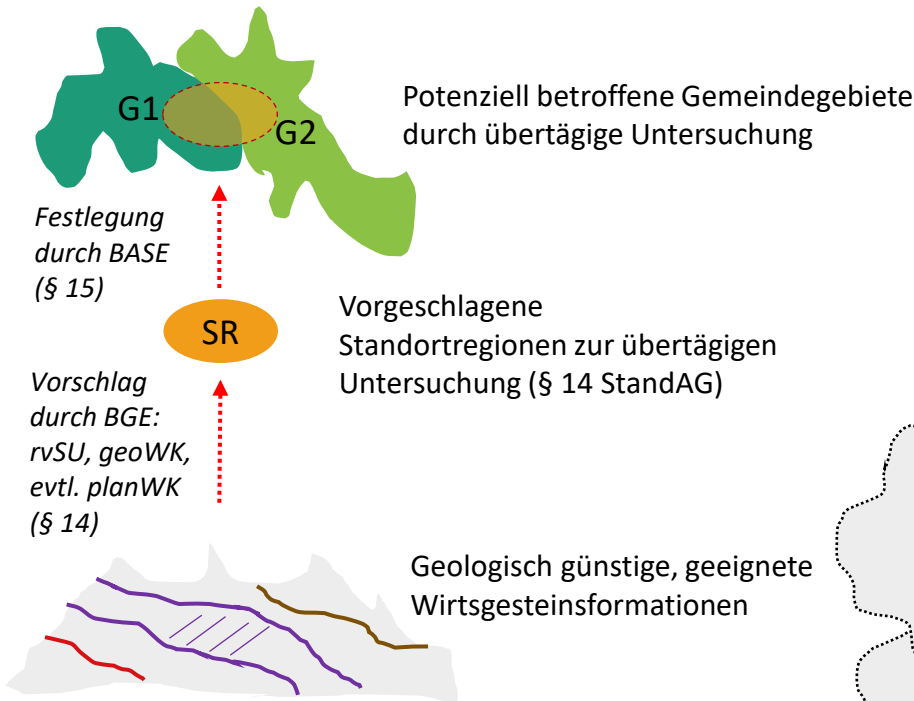 G1
G2
Potenziell betroffene Gemeindegebiete
durch übertägige Untersuchung
Festlegung
durch BASE
(§ 15)
SR
Vorgeschlagene
Standortregionen zur übertägigen
Untersuchung (§ 14 StandAG)
Vorschlag
durch BGE:
rvSU, geoWK,
evtl. planWK
(§ 14)
Geologisch günstige, geeignete
Wirtsgesteinsinformationen